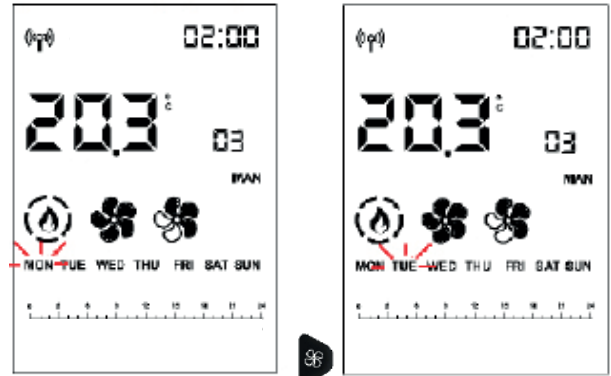 02:00
20.3 °C
03
MAN
MON TUE WED THU FRI SAT SUN
02:00
20.3 °C
03
MAN
MON TUE WED THU FRI SAT SUN